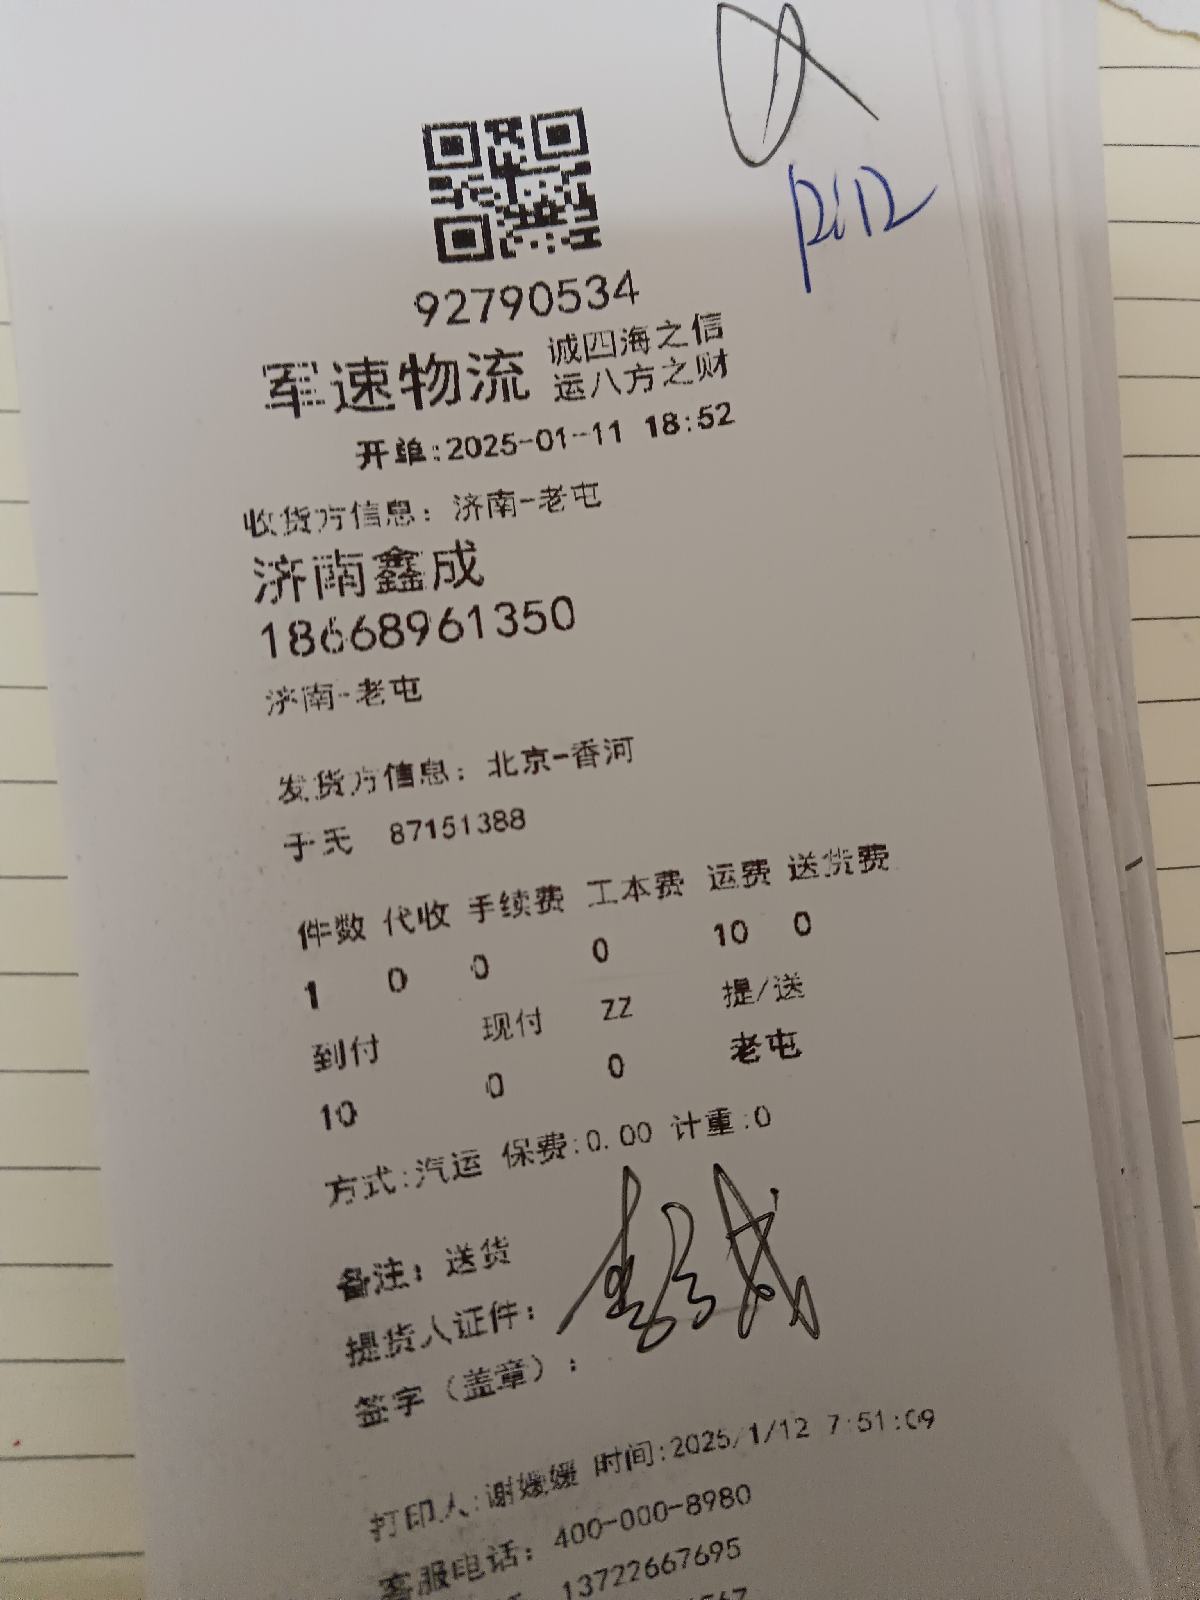 92790534
军速物流 诚四海之信
运八方之财
开单:2025-01-11 18:52
收货方信息: 济南-老屯
济南鑫成
18668961350
济南-老屯
发货方信息: 北京-香河
于天 87151388
件数 代收 手续费 工本费 运费 送货费
1 0 0 0 10 0
到付 现付 ZZ 提/送
10 0 0 老屯
方式:汽运 保费:0.00 计重:0
备注: 送货
提货人证件:
签字（盖章）:
打印人:谢媛媛 时间:2025/1/12 7:51:09
客服电话: 400-000-8980
13722667695